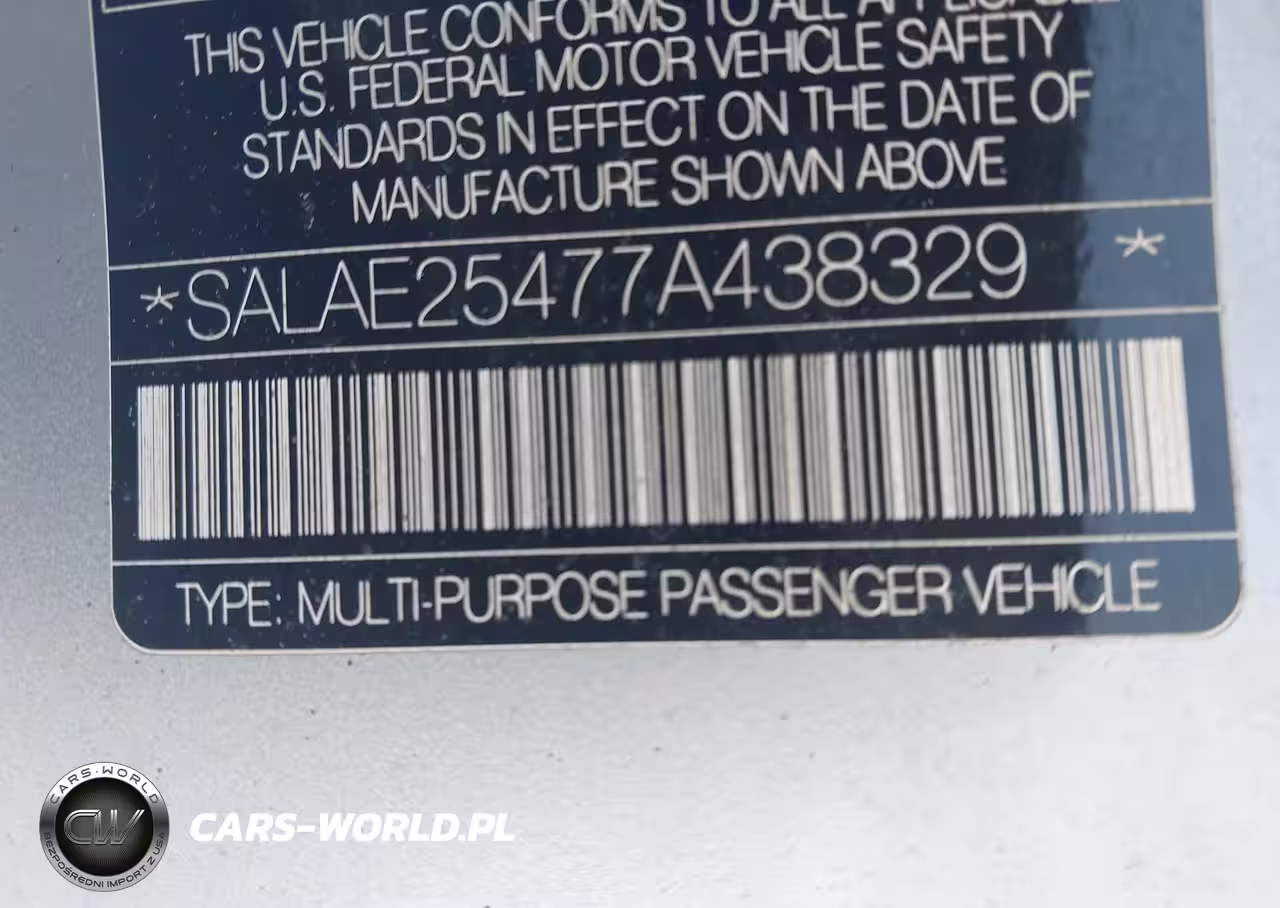 THIS VEHICLE CONFORMS TO ALL APPLICABLE
U.S. FEDERAL MOTOR VEHICLE SAFETY
STANDARDS IN EFFECT ON THE DATE OF
MANUFACTURE SHOWN ABOVE
*SALAE25477A438329 *
TYPE: MULTI-PURPOSE PASSENGER VEHICLE
CARS-WORLD
CW
BEZPOŚREDNI IMPORT Z USA
CARS-WORLD.PL